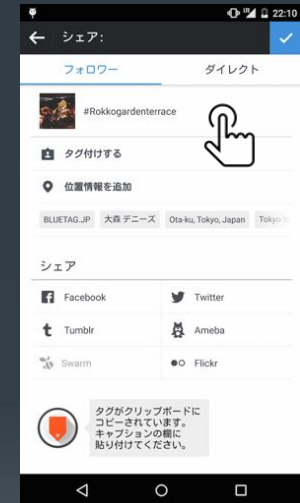 22:10
シェア:
フォロワー
ダイレクト
#Rokkogardenterrace
タグ付けする
位置情報を追加
BLUETAG.JP 大森 デニーズ Ota-ku, Tokyo, Japan Tokyo to
シェア
Facebook
Twitter
Tumblr
Ameba
Swarm
Flickr
タグがクリップボードに
コピーされています。
キャプションの欄に
貼り付けてください。